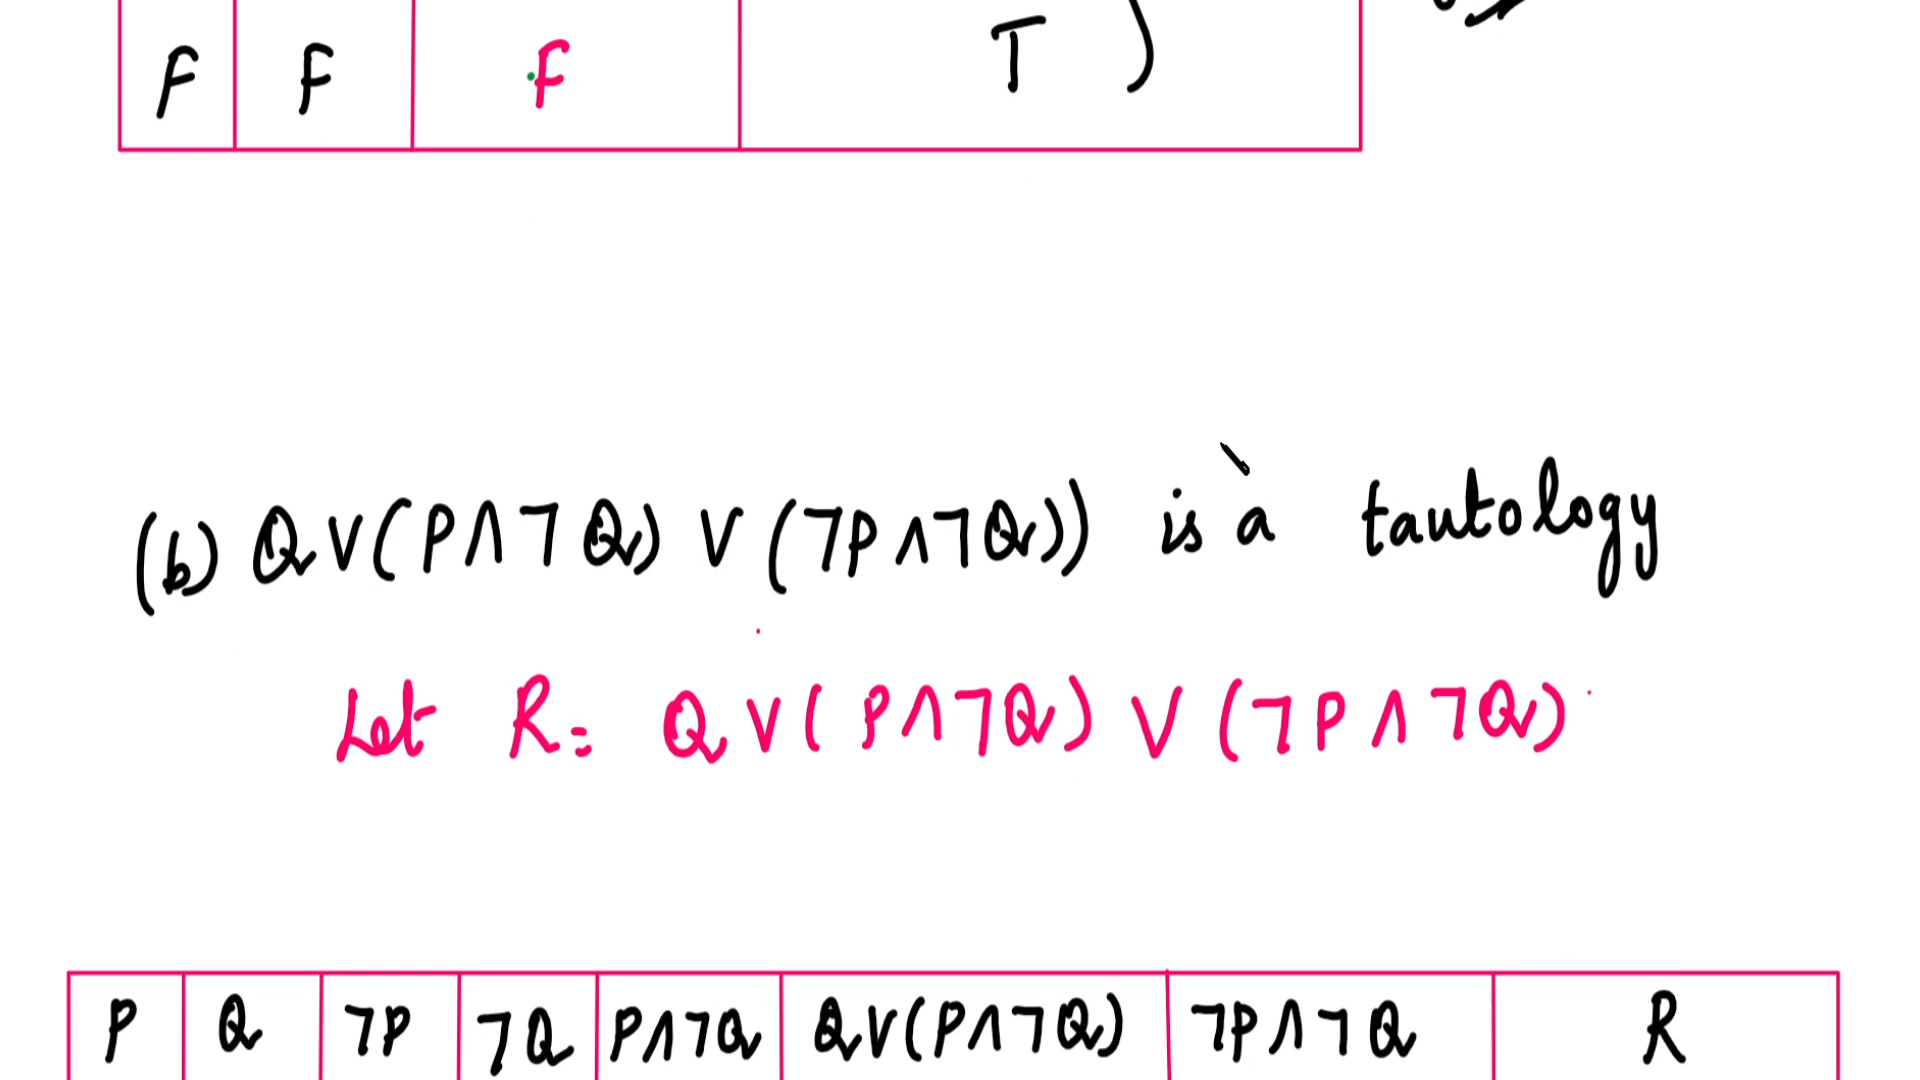 F F F T )
(b) Q∨(P∧¬Q) ∨ (¬P∧¬Q)) is a tautology
Let R: Q ∨ (P∧¬Q) ∨ (¬P∧¬Q)
P Q ¬P ¬Q P∧¬Q Q∨(P∧¬Q) ¬P∧¬Q R